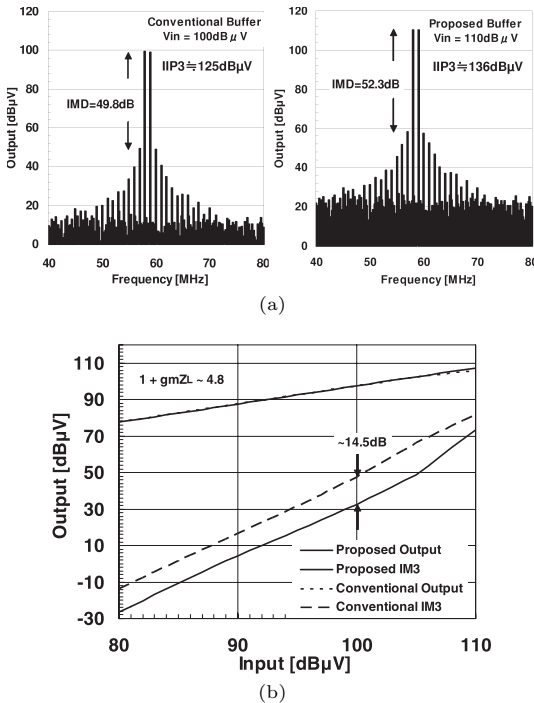 Conventional Buffer
Vin = 100dBμV
IIP3≒125dBμV
IMD=49.8dB
Output [dBμV]
120
100
80
60
40
20
0
40 50 60 70 80
Frequency [MHz]
Proposed Buffer
Vin = 110dBμV
IIP3≒136dBμV
IMD=52.3dB
Output [dBμV]
120
100
80
60
40
20
0
40 50 60 70 80
Frequency [MHz]
(a)
1 + gmZL ~ 4.8
~14.5dB
Output [dBμV]
110
90
70
50
30
10
-10
-30
Proposed Output
Proposed IM3
Conventional Output
Conventional IM3
80 90 100 110
Input [dBμV]
(b)